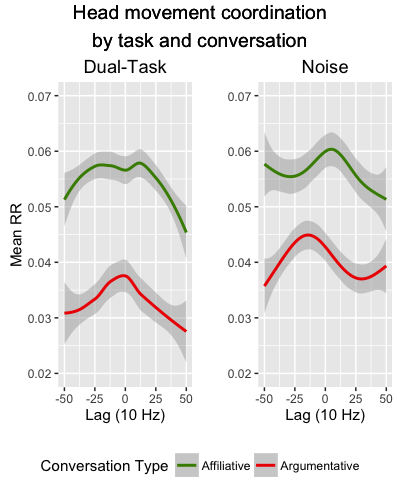 Head movement coordination
by task and conversation
Dual-Task
Noise
Mean RR
0.07
0.06
0.05
0.04
0.03
0.02
-50 -25 0 25 50
Lag (10 Hz)
0.07
0.06
0.05
0.04
0.03
0.02
-50 -25 0 25 50
Lag (10 Hz)
Conversation Type Affiliative Argumentative